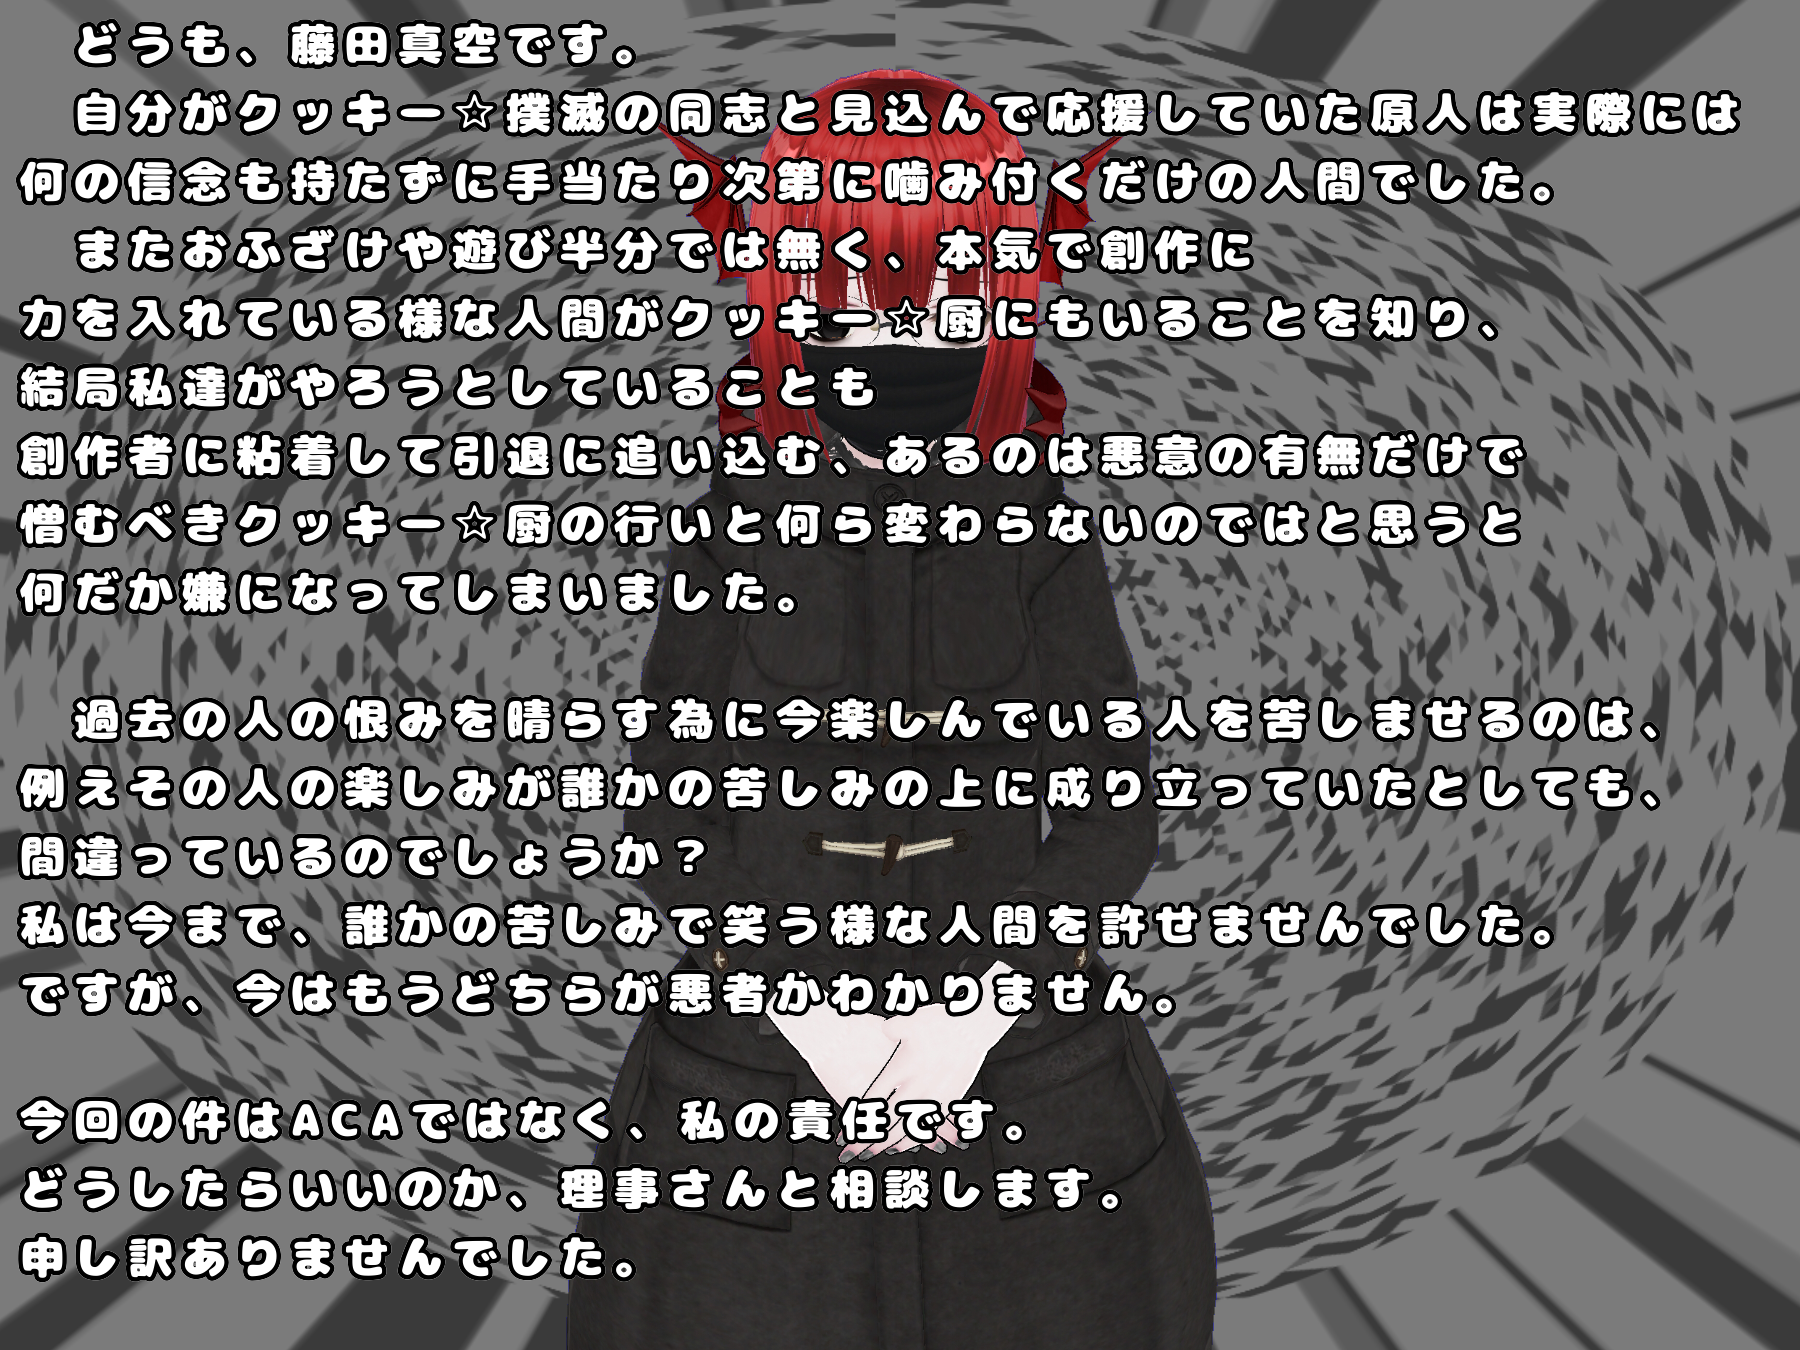 どうも、藤田真空です。
自分がクッキー☆撲滅の同志と見込んで応援していた原人は実際には
何の信念も持たずに手当たり次第に噛み付くだけの人間でした。
またおふざけや遊び半分では無く、本気で創作に
力を入れている様な人間がクッキー☆厨にもいることを知り、
結局私達がやろうとしていることも
創作者に粘着して引退に追い込む、あるのは悪意の有無だけで
憎むべきクッキー☆厨の行いと何ら変わらないのではと思うと
何だか嫌になってしまいました。
過去の人の恨みを晴らす為に今楽しんでいる人を苦しませるのは、
例えその人の楽しみが誰かの苦しみの上に成り立っていたとしても、
間違っているのでしょうか？
私は今まで、誰かの苦しみで笑う様な人間を許せませんでした。
ですが、今はもうどちらが悪者かわかりません。
今回の件はACAではなく、私の責任です。
どうしたらいいのか、理事さんと相談します。
申し訳ありませんでした。